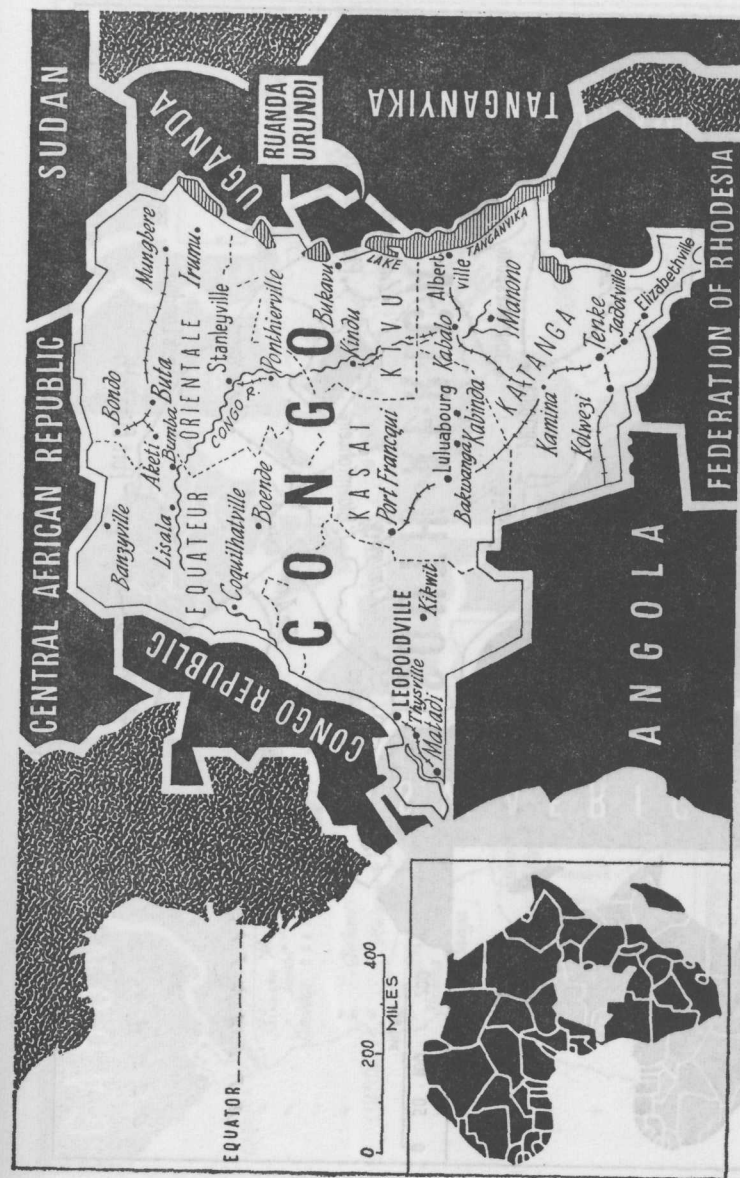 CENTRAL AFRICAN REPUBLIC
SUDAN
UGANDA
RUANDA
URUNDI
TANGANYIKA
FEDERATION OF RHODESIA
ANGOLA
CONGO REPUBLIC
CONGO
EQUATEUR
ORIENTALE
KIVU
KASAI
KATANGA
Banzyville
Bondo
Mungbere
Irumu
Lisala
Aketi
Bumba
Buta
Stanleyville
CONGO R.
Ponthierville
Coquilhatville
Boende
Bukavu
Kindu
LAKE
TANGANYIKA
Albert
ville
Kabalo
Manono
Port Francqui
Luluabourg
Bakwanga
Kabinda
Kamina
Kolwezi
Tenke
Jadotville
Elizabethville
LEOPOLDVILLE
Thysville
Matadi
Kikwit
EQUATOR
0 200 400
MILES